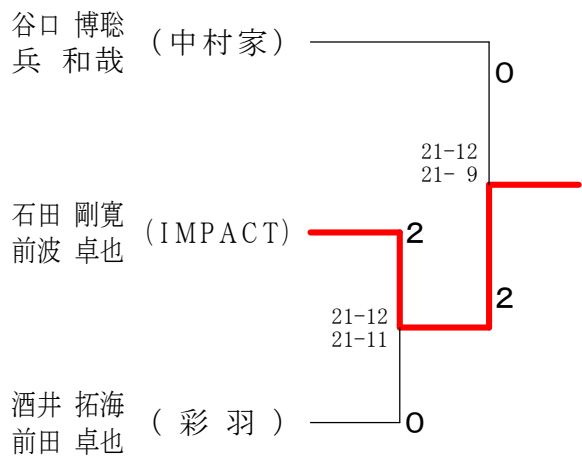 谷口 博聡
兵 和哉
(中村家)
0
21-12
21- 9
石田 剛寛
前波 卓也
(IMPACT)
2
2
21-12
21-11
酒井 拓海
前田 卓也
( 彩 羽 )
0